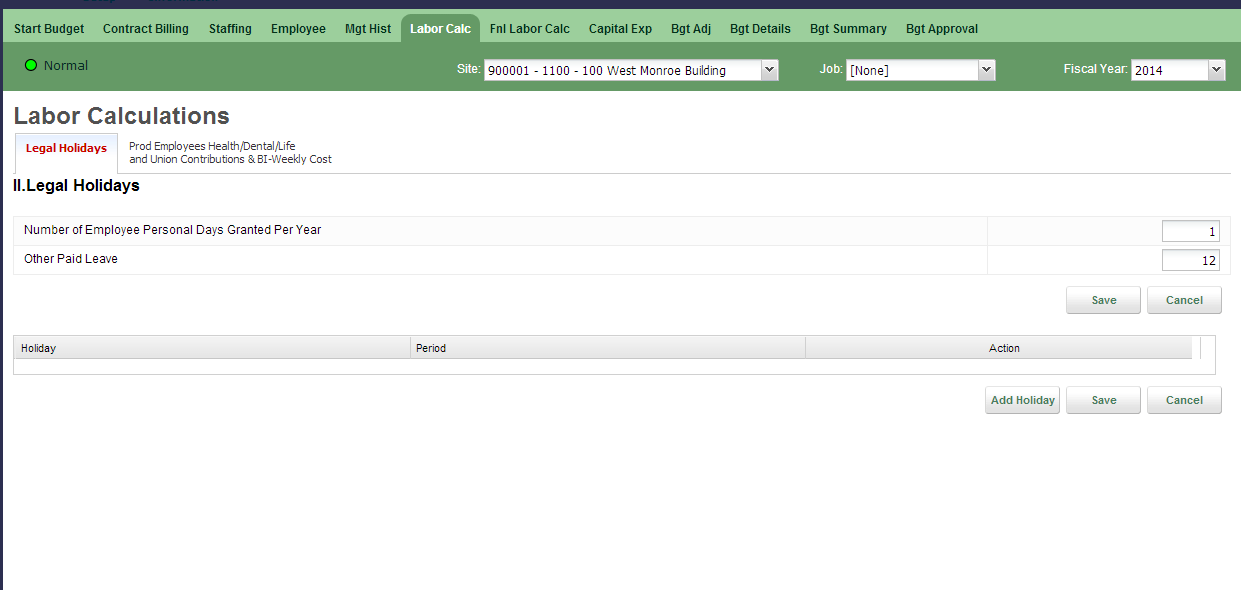 Start Budget Contract Billing Staffing Employee Mgt Hist Labor Calc Fnl Labor Calc Capital Exp Bgt Adj Bgt Details Bgt Summary Bgt Approval
Normal Site: 900001 - 1100 - 100 West Monroe Building Job: [None] Fiscal Year: 2014
Labor Calculations
Legal Holidays
Prod Employees Health/Dental/Life
and Union Contributions & BI-Weekly Cost
II.Legal Holidays
Number of Employee Personal Days Granted Per Year 1
Other Paid Leave 12
Save Cancel
Holiday Period Action
Add Holiday Save Cancel